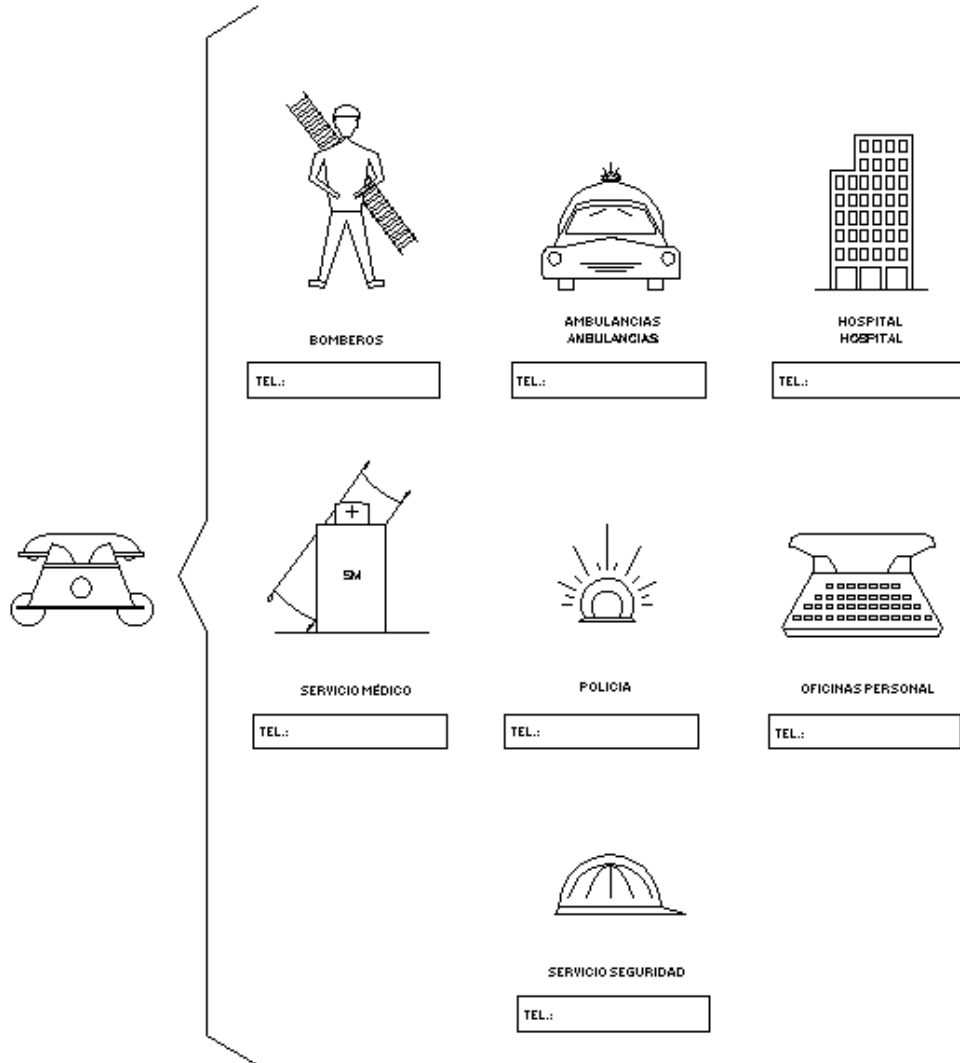 BOMBEROS
TEL.:
AMBULANCIAS
ANBULANCIAS
TEL.:
HOSPITAL
HOSPITAL
TEL.:
SM
SERVICIO MÉDICO
TEL.:
POLICIA
TEL.:
OFICINAS PERSONAL
TEL.:
SERVICIO SEGURIDAD
TEL.: